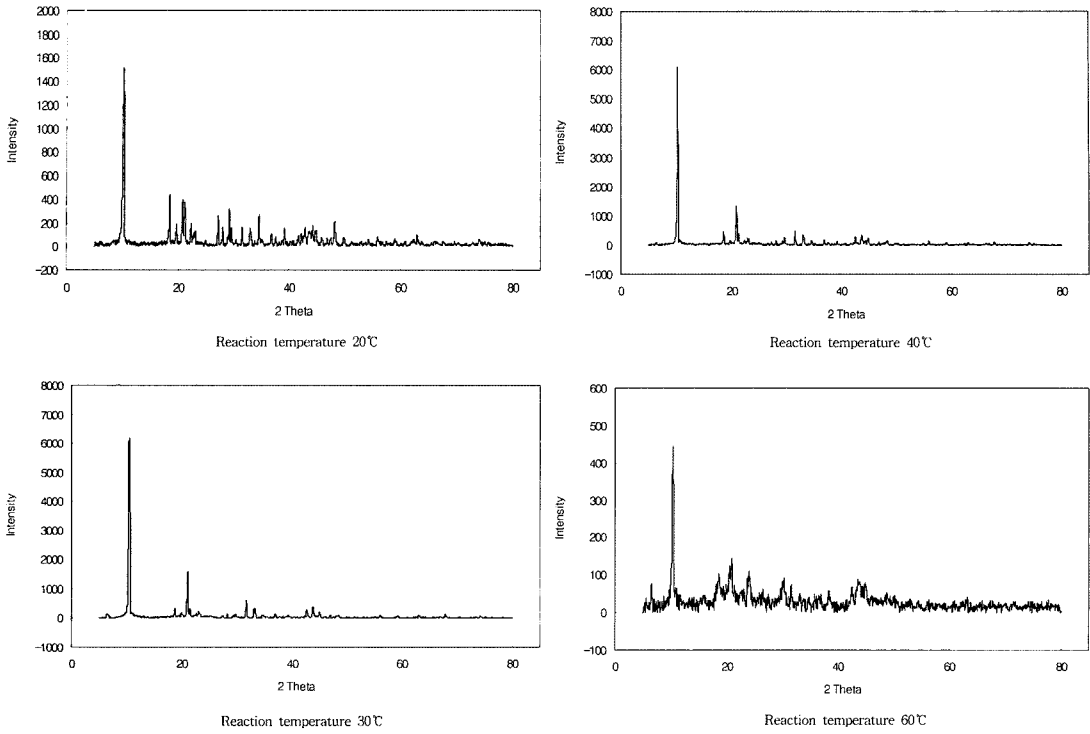 2000
1800
1600
1400
1200
1000
800
600
400
200
0
−200
Intensity
0 20 40 60 80
2 Theta
Reaction temperature 20℃
8000
7000
6000
5000
4000
3000
2000
1000
0
−1000
Intensity
0 20 40 60 80
2 Theta
Reaction temperature 40℃
8000
7000
6000
5000
4000
3000
2000
1000
0
−1000
Intensity
0 20 40 60 80
2 Theta
Reaction temperature 30℃
600
500
400
300
200
100
0
−100
Intensity
0 20 40 60 80
2 Theta
Reaction temperature 60℃